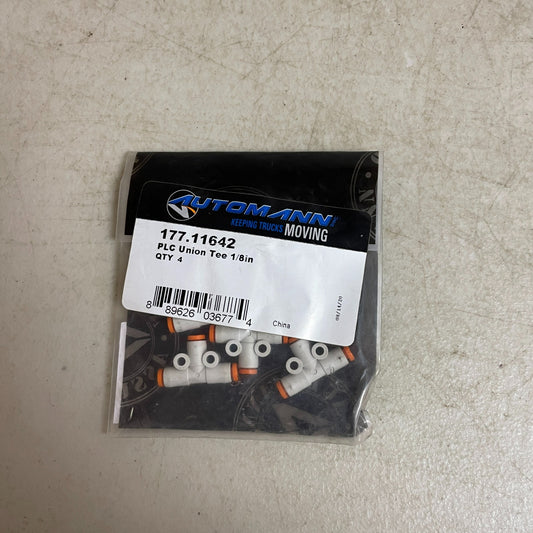 AUTOMANN
KEEPING TRUCKS MOVING
177.11642
PLC Union Tee 1/8in
QTY 4
8 89626 03677 4
China